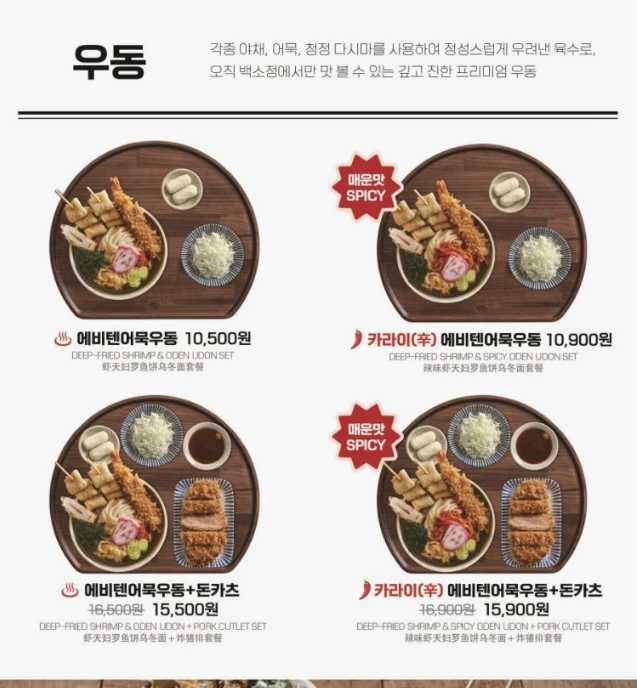 우동
각종 야채, 어묵, 청정 다시마를 사용하여 정성스럽게 우려낸 육수로,
오직 백소정에서만 맛 볼 수 있는 깊고 진한 프리미엄 우동
에비텐어묵우동 10,500원
DEEP-FRIED SHRIMP & ODEN UDON SET
虾天妇罗鱼饼乌冬面套餐
매운맛
SPICY
카라이(辛) 에비텐어묵우동 10,900원
DEEP-FRIED SHRIMP & SPICY ODEN UDON SET
辣味虾天妇罗鱼饼乌冬面套餐
에비텐어묵우동+돈카츠
16,500원 15,500원
DEEP-FRIED SHRIMP & ODEN UDON + PORK CUTLET SET
虾天妇罗鱼饼乌冬面 + 炸猪排套餐
매운맛
SPICY
카라이(辛) 에비텐어묵우동+돈카츠
16,900원 15,900원
DEEP-FRIED SHRIMP & SPICY ODEN UDON + PORK CUTLET SET
辣味虾天妇罗鱼饼乌冬面 + 炸猪排套餐